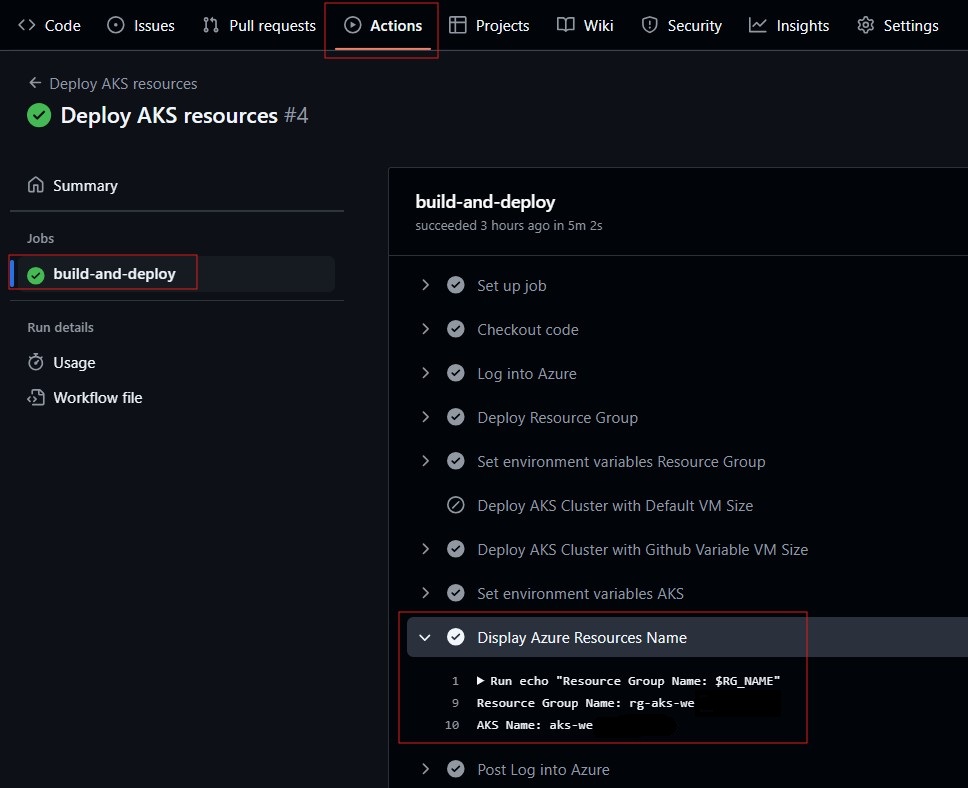 Code Issues Pull requests Actions Projects Wiki Security Insights Settings
Deploy AKS resources
Deploy AKS resources #4
Summary
Jobs
build-and-deploy
Run details
Usage
Workflow file
build-and-deploy
succeeded 3 hours ago in 5m 2s
Set up job
Checkout code
Log into Azure
Deploy Resource Group
Set environment variables Resource Group
Deploy AKS Cluster with Default VM Size
Deploy AKS Cluster with Github Variable VM Size
Set environment variables AKS
Display Azure Resources Name
1 Run echo "Resource Group Name: $RG_NAME"
9 Resource Group Name: rg-aks-we
10 AKS Name: aks-we
Post Log into Azure